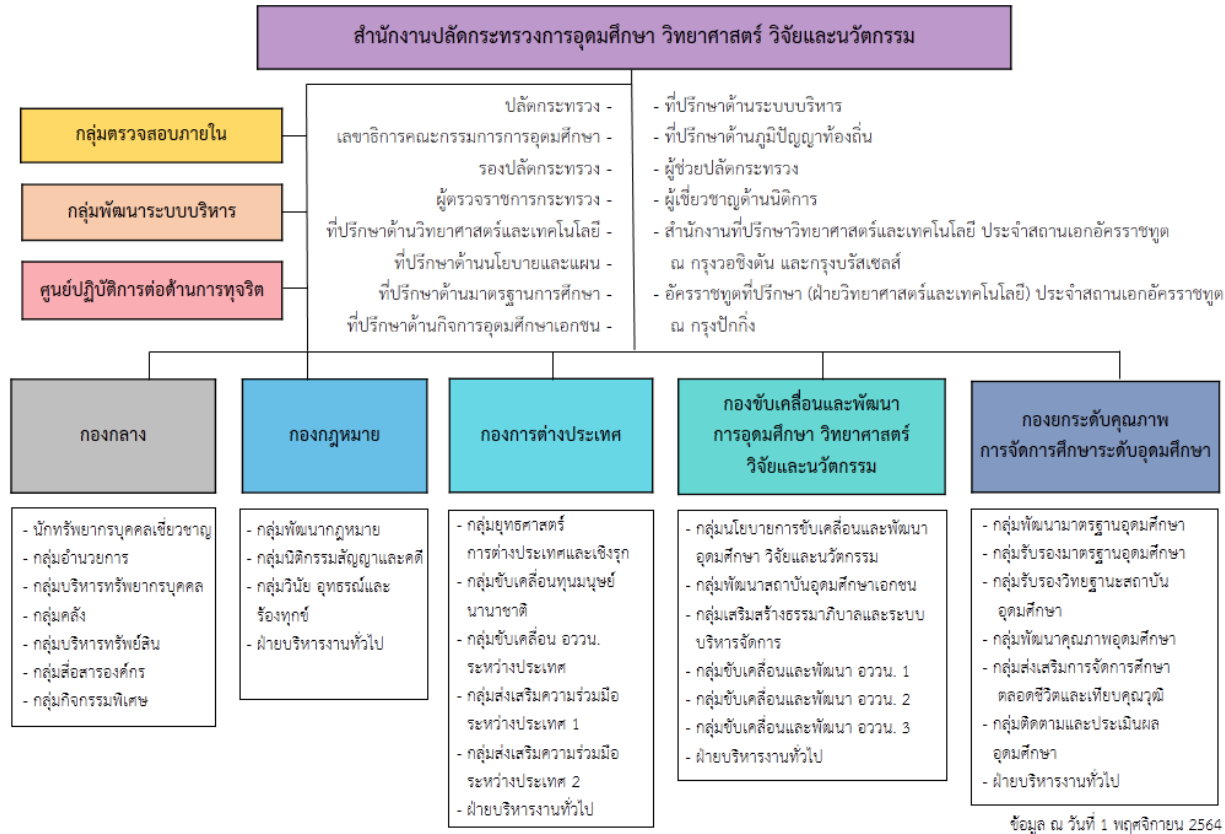 สำนักงานปลัดกระทรวงการอุดมศึกษา วิทยาศาสตร์ วิจัยและนวัตกรรม
กลุ่มตรวจสอบภายใน
กลุ่มพัฒนาระบบบริหาร
ศูนย์ปฏิบัติการต่อต้านการทุจริต
ปลัดกระทรวง -
เลขาธิการคณะกรรมการการอุดมศึกษา -
รองปลัดกระทรวง -
ผู้ตรวจราชการกระทรวง -
ที่ปรึกษาด้านวิทยาศาสตร์และเทคโนโลยี -
ที่ปรึกษาด้านนโยบายและแผน -
ที่ปรึกษาด้านมาตรฐานการศึกษา -
ที่ปรึกษาด้านกิจการอุดมศึกษาเอกชน -
- ที่ปรึกษาด้านระบบบริหาร
- ที่ปรึกษาด้านภูมิปัญญาท้องถิ่น
- ผู้ช่วยปลัดกระทรวง
- ผู้เชี่ยวชาญด้านนิติการ
- สำนักงานที่ปรึกษาวิทยาศาสตร์และเทคโนโลยี ประจำสถานเอกอัครราชทูต
ณ กรุงวอชิงตัน และกรุงบรัสเซลส์
- อัครราชทูตที่ปรึกษา (ฝ่ายวิทยาศาสตร์และเทคโนโลยี) ประจำสถานเอกอัครราชทูต
ณ กรุงปักกิ่ง
กองกลาง
- นักทรัพยากรบุคคลเชี่ยวชาญ
- กลุ่มอำนวยการ
- กลุ่มบริหารทรัพยากรบุคคล
- กลุ่มคลัง
- กลุ่มบริหารทรัพย์สิน
- กลุ่มสื่อสารองค์กร
- กลุ่มกิจกรรมพิเศษ
กองกฎหมาย
- กลุ่มพัฒนากฎหมาย
- กลุ่มนิติกรรมสัญญาและคดี
- กลุ่มวินัย อุทธรณ์และ
ร้องทุกข์
- ฝ่ายบริหารงานทั่วไป
กองการต่างประเทศ
- กลุ่มยุทธศาสตร์
การต่างประเทศและเชิงรุก
- กลุ่มขับเคลื่อนทุนมนุษย์
นานาชาติ
- กลุ่มขับเคลื่อน อววน.
ระหว่างประเทศ
- กลุ่มส่งเสริมความร่วมมือ
ระหว่างประเทศ 1
- กลุ่มส่งเสริมความร่วมมือ
ระหว่างประเทศ 2
- ฝ่ายบริหารงานทั่วไป
กองขับเคลื่อนและพัฒนา
การอุดมศึกษา วิทยาศาสตร์
วิจัยและนวัตกรรม
- กลุ่มนโยบายการขับเคลื่อนและพัฒนา
อุดมศึกษา วิจัยและนวัตกรรม
- กลุ่มพัฒนาสถาบันอุดมศึกษาเอกชน
- กลุ่มเสริมสร้างธรรมาภิบาลและระบบ
บริหารจัดการ
- กลุ่มขับเคลื่อนและพัฒนา อววน. 1
- กลุ่มขับเคลื่อนและพัฒนา อววน. 2
- กลุ่มขับเคลื่อนและพัฒนา อววน. 3
- ฝ่ายบริหารงานทั่วไป
กองยกระดับคุณภาพ
การจัดการศึกษาระดับอุดมศึกษา
- กลุ่มพัฒนามาตรฐานอุดมศึกษา
- กลุ่มรับรองมาตรฐานอุดมศึกษา
- กลุ่มรับรองวิทยฐานะสถาบัน
อุดมศึกษา
- กลุ่มพัฒนาคุณภาพอุดมศึกษา
- กลุ่มส่งเสริมการจัดการศึกษา
ตลอดชีวิตและเทียบคุณวุฒิ
- กลุ่มติดตามและประเมินผล
อุดมศึกษา
- ฝ่ายบริหารงานทั่วไป
ข้อมูล ณ วันที่ 1 พฤศจิกายน 2564